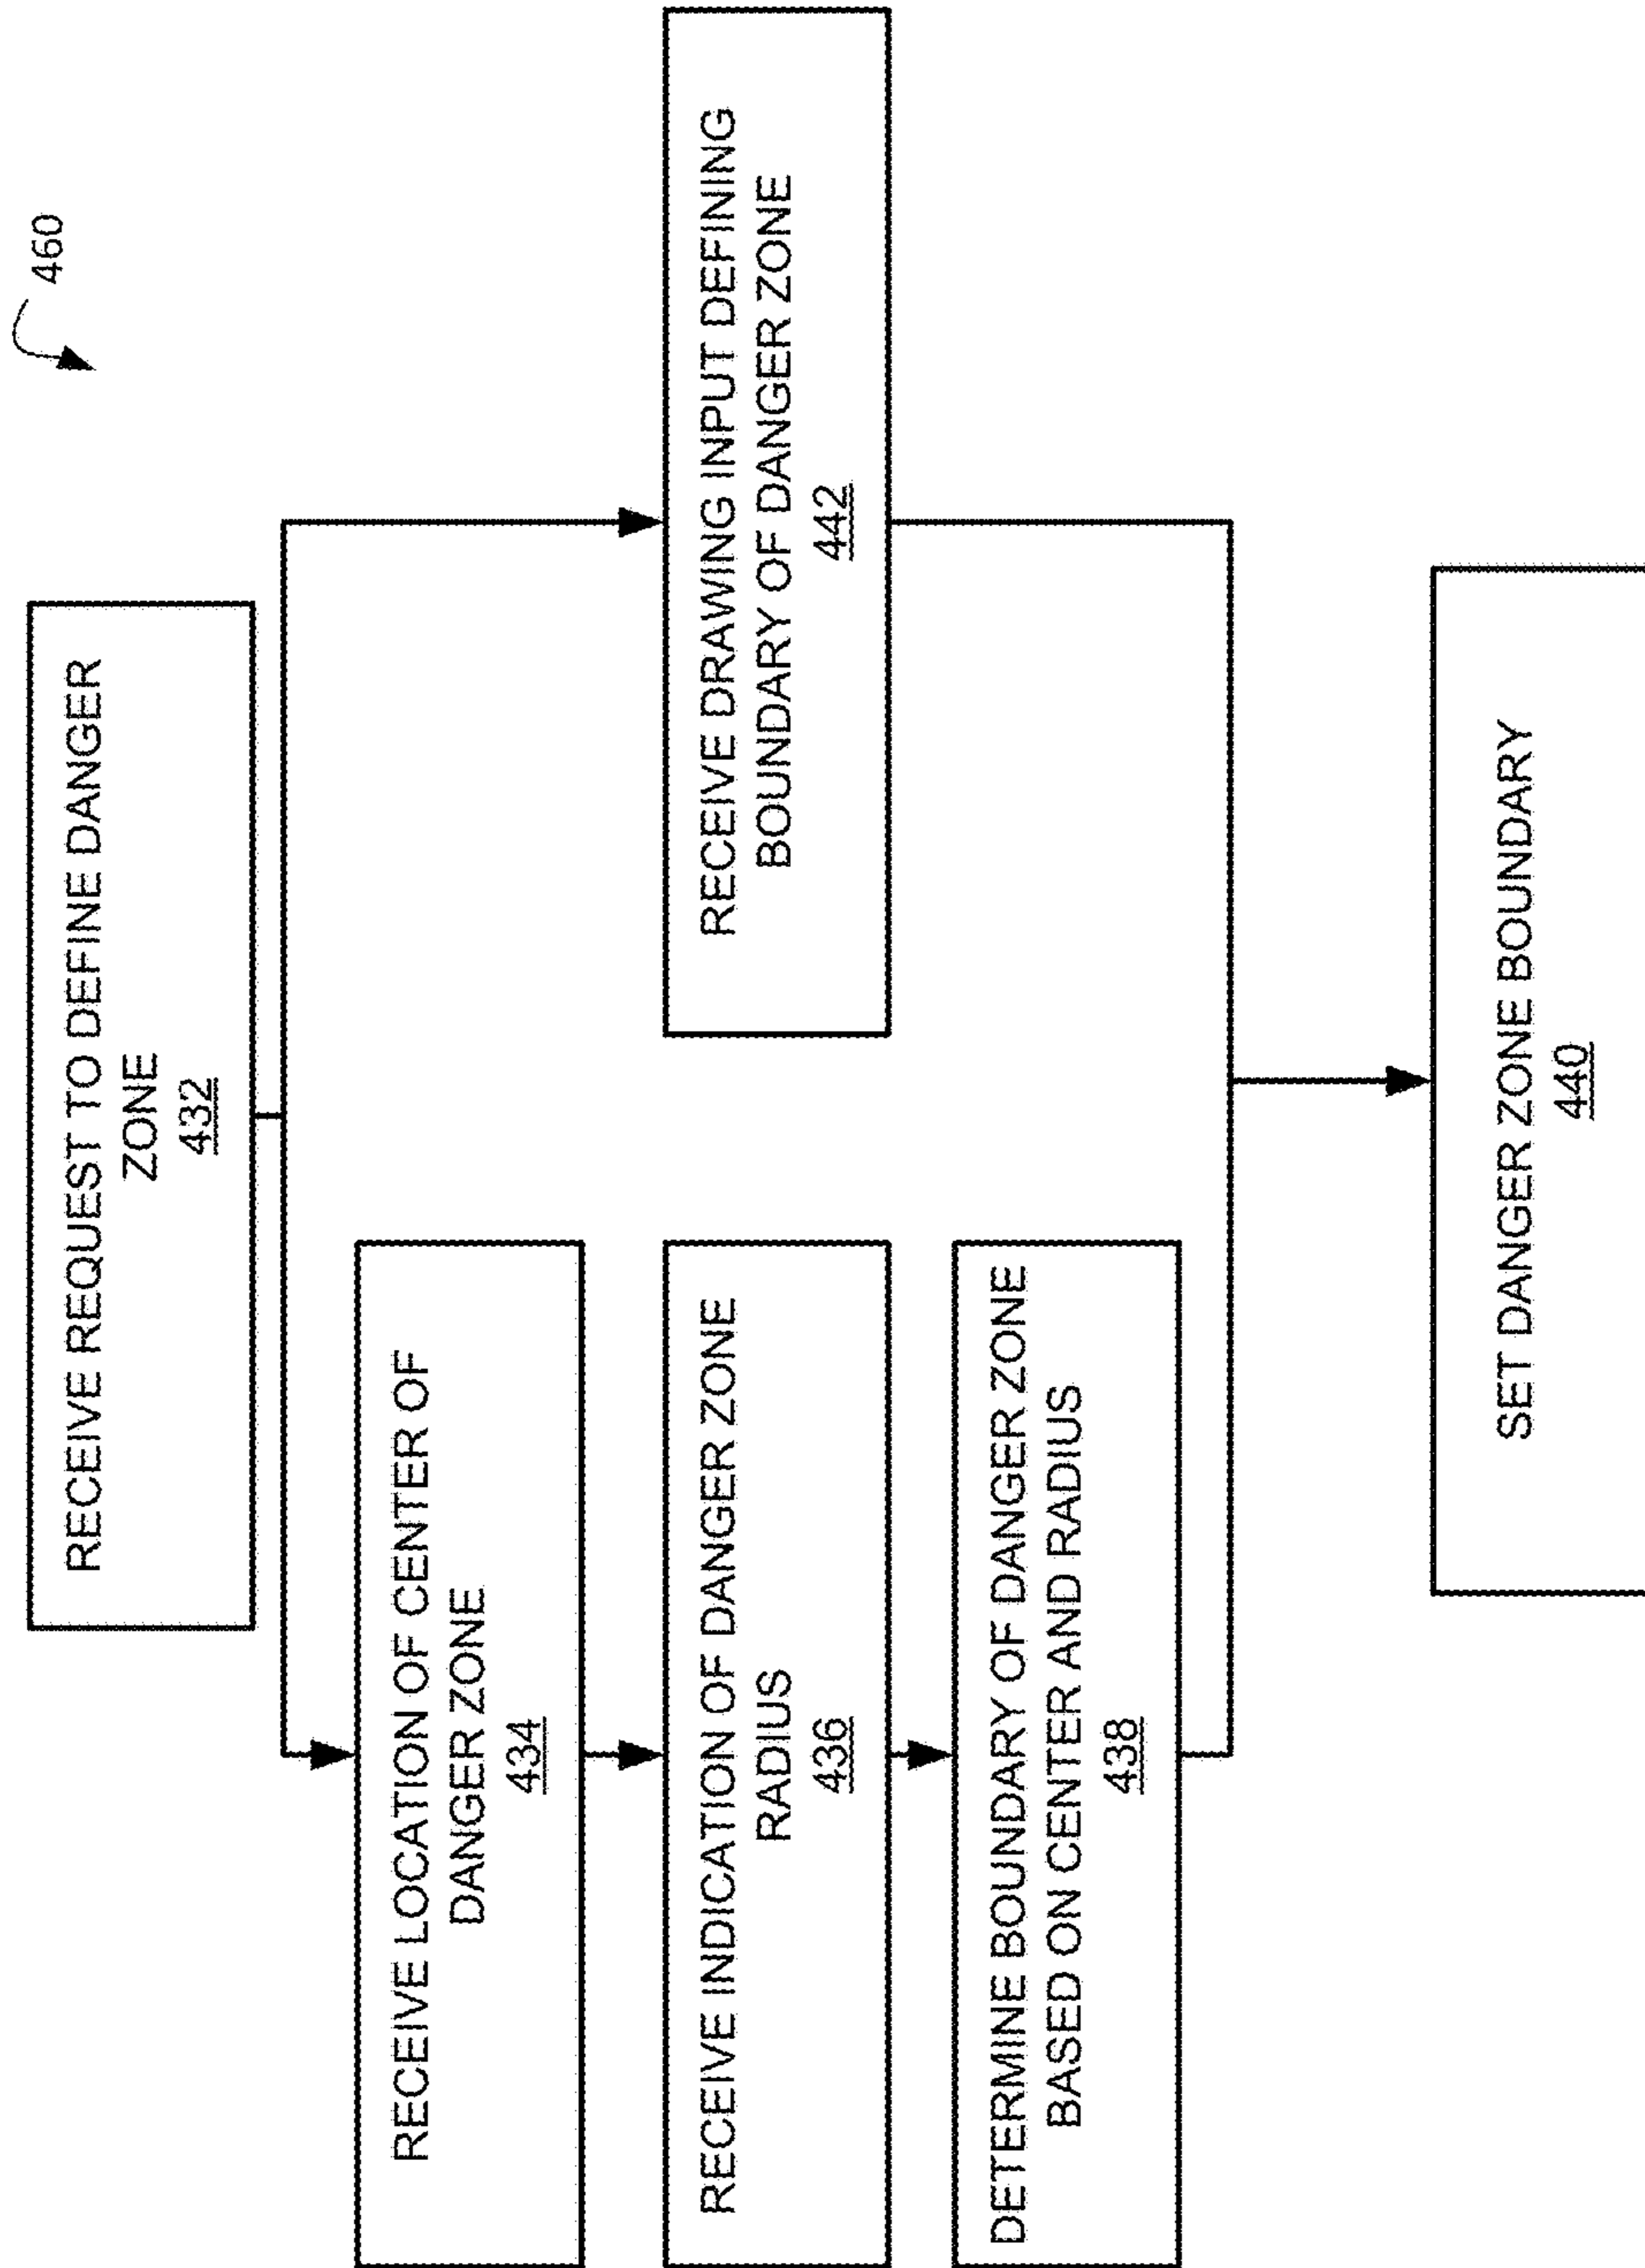 460
RECEIVE REQUEST TO DEFINE DANGER
ZONE
432
RECEIVE LOCATION OF CENTER OF
DANGER ZONE
434
RECEIVE INDICATION OF DANGER ZONE
RADIUS
436
DETERMINE BOUNDARY OF DANGER ZONE
BASED ON CENTER AND RADIUS
438
RECEIVE DRAWING INPUT DEFINING
BOUNDARY OF DANGER ZONE
442
SET DANGER ZONE BOUNDARY
440